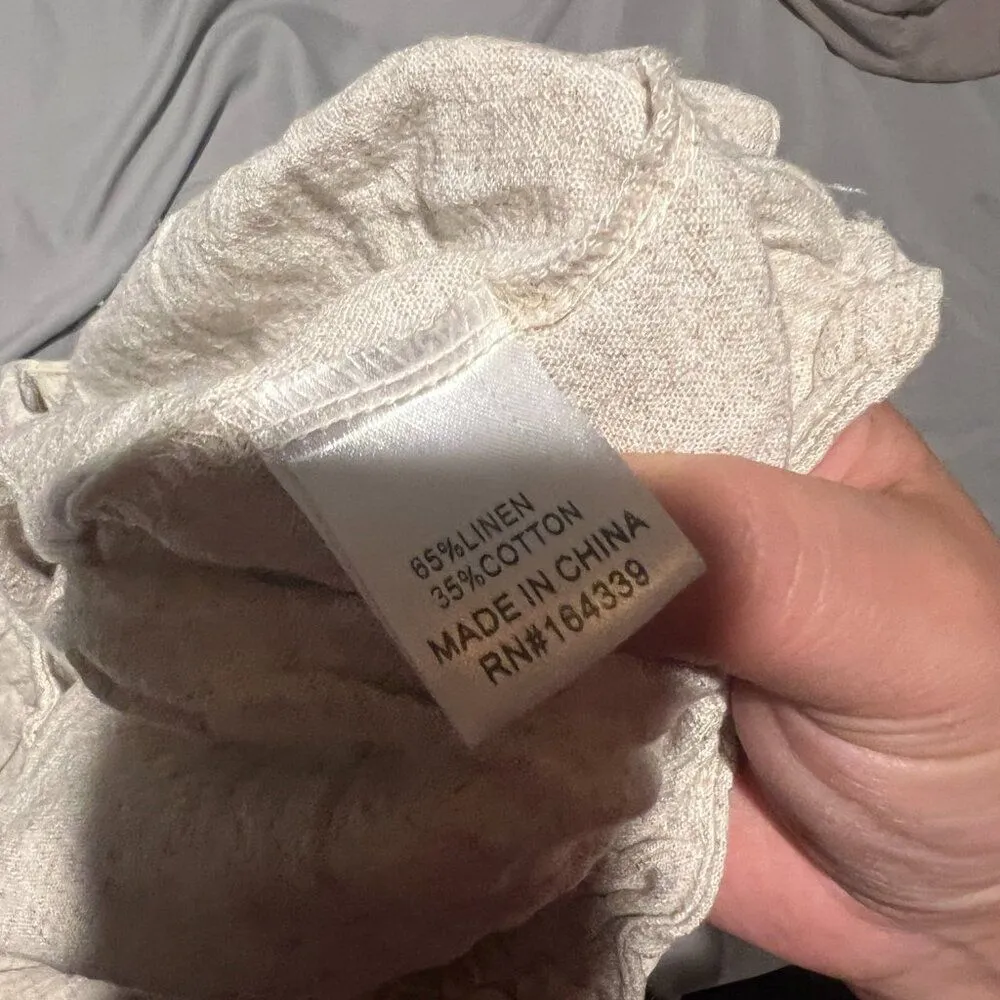 65%LINEN
35%COTTON
MADE IN CHINA
RN#164339